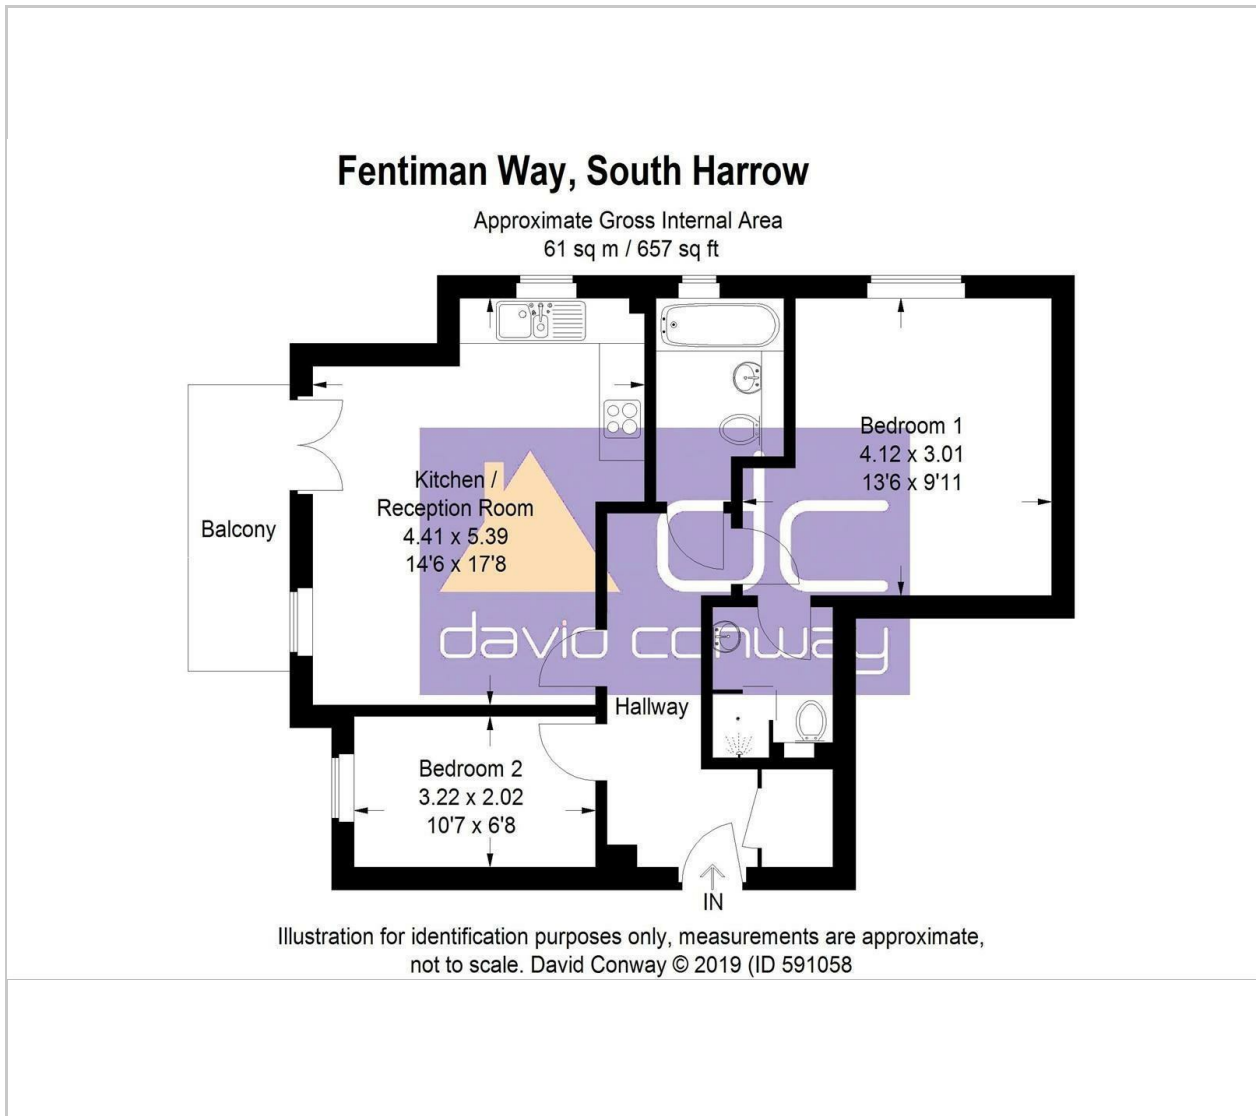 Fentiman Way, South Harrow
Approximate Gross Internal Area
61 sq m / 657 sq ft
Bedroom 1
4.12 x 3.01
13'6 x 9'11
Kitchen /
Reception Room
4.41 x 5.39
14'6 x 17'8
Balcony
dc
david conway
Hallway
Bedroom 2
3.22 x 2.02
10'7 x 6'8
IN
Illustration for identification purposes only, measurements are approximate,
not to scale. David Conway © 2019 (ID 591058